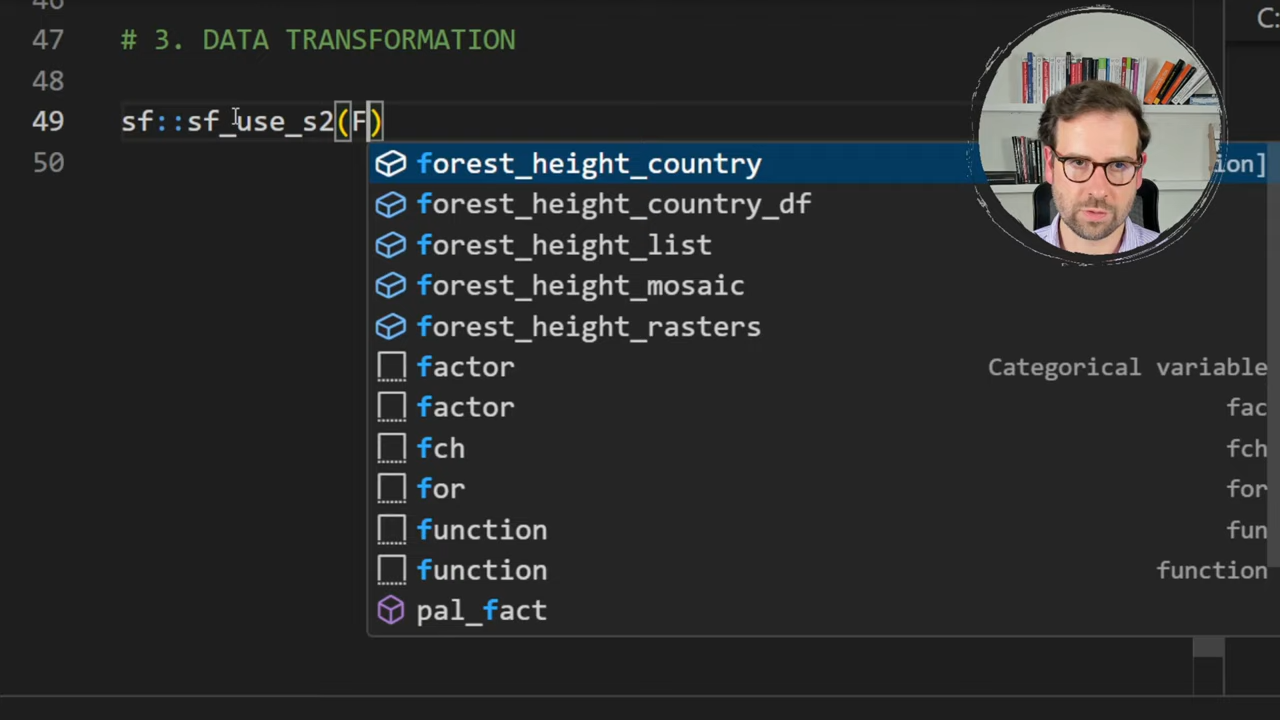 46
C:
47 # 3. DATA TRANSFORMATION
48
49 sf::sf_use_s2(F)
50
forest_height_country ion]
forest_height_country_df
forest_height_list
forest_height_mosaic
forest_height_rasters
factor Categorical variable
factor fac
fch fch
for for
function fun
function function
pal_fact